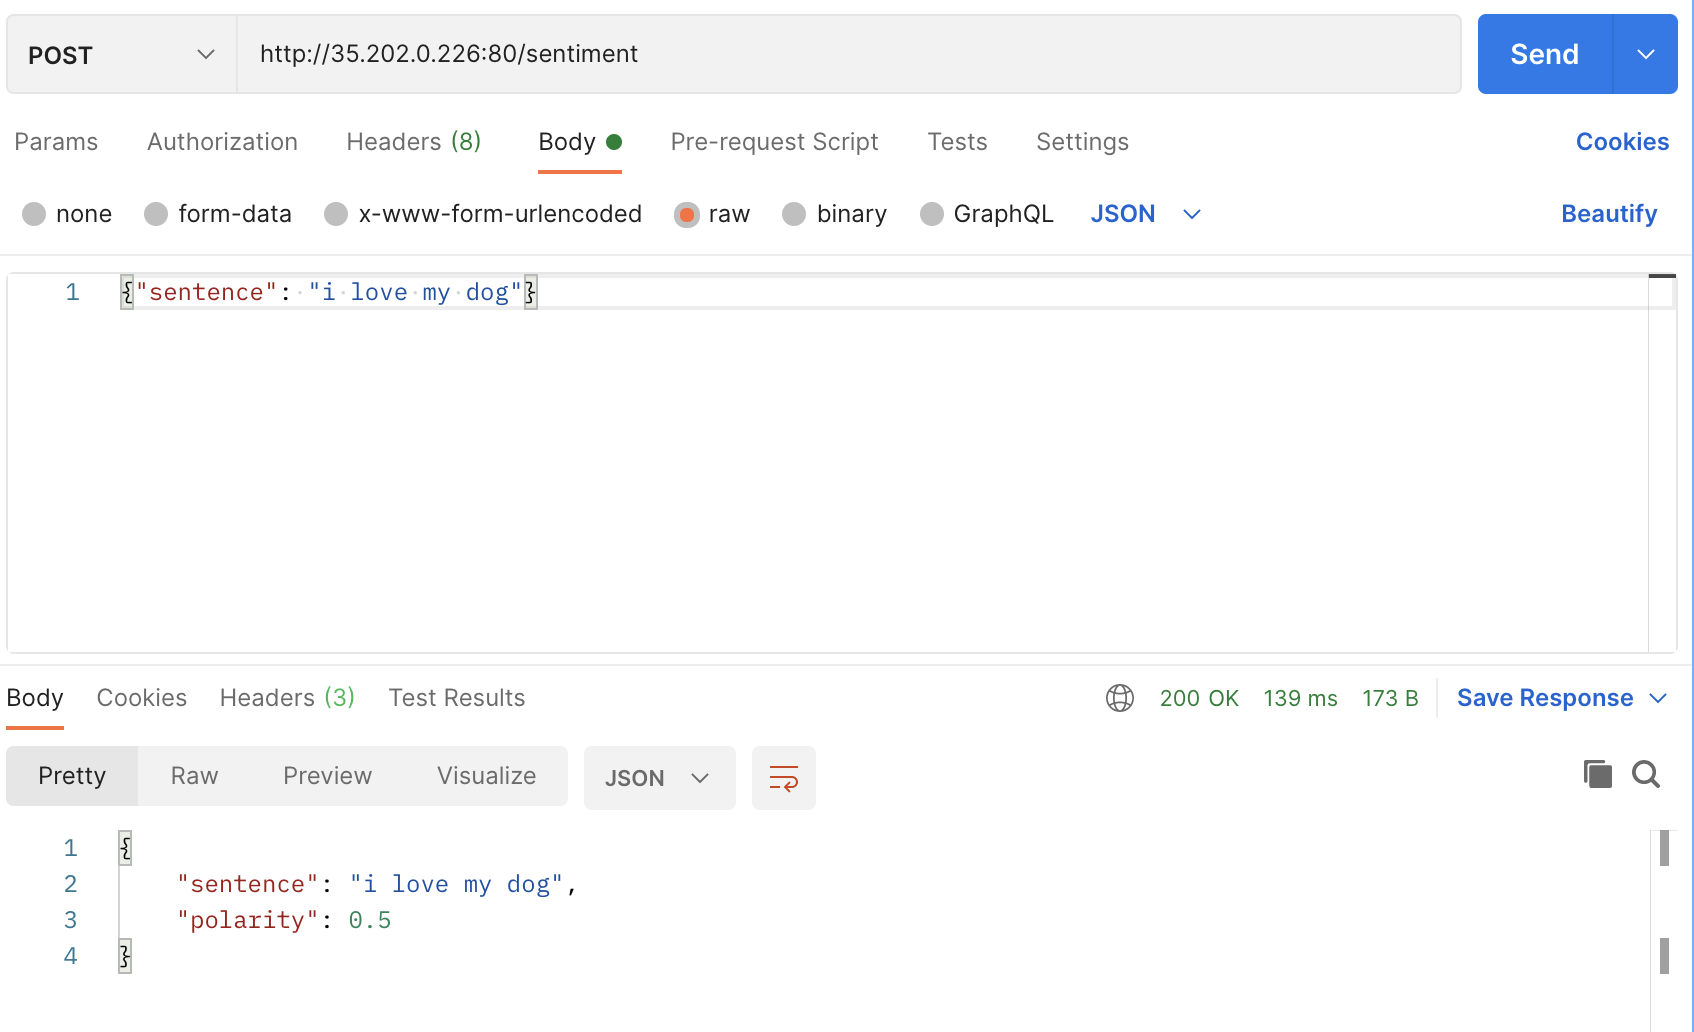 POST http://35.202.0.226:80/sentiment Send
Params Authorization Headers (8) Body Pre-request Script Tests Settings Cookies
none form-data x-www-form-urlencoded raw binary GraphQL JSON Beautify
1 {"sentence": "i love my dog"}
Body Cookies Headers (3) Test Results 200 OK 139 ms 173 B Save Response
Pretty Raw Preview Visualize JSON
1 {
2 "sentence": "i love my dog",
3 "polarity": 0.5
4 }